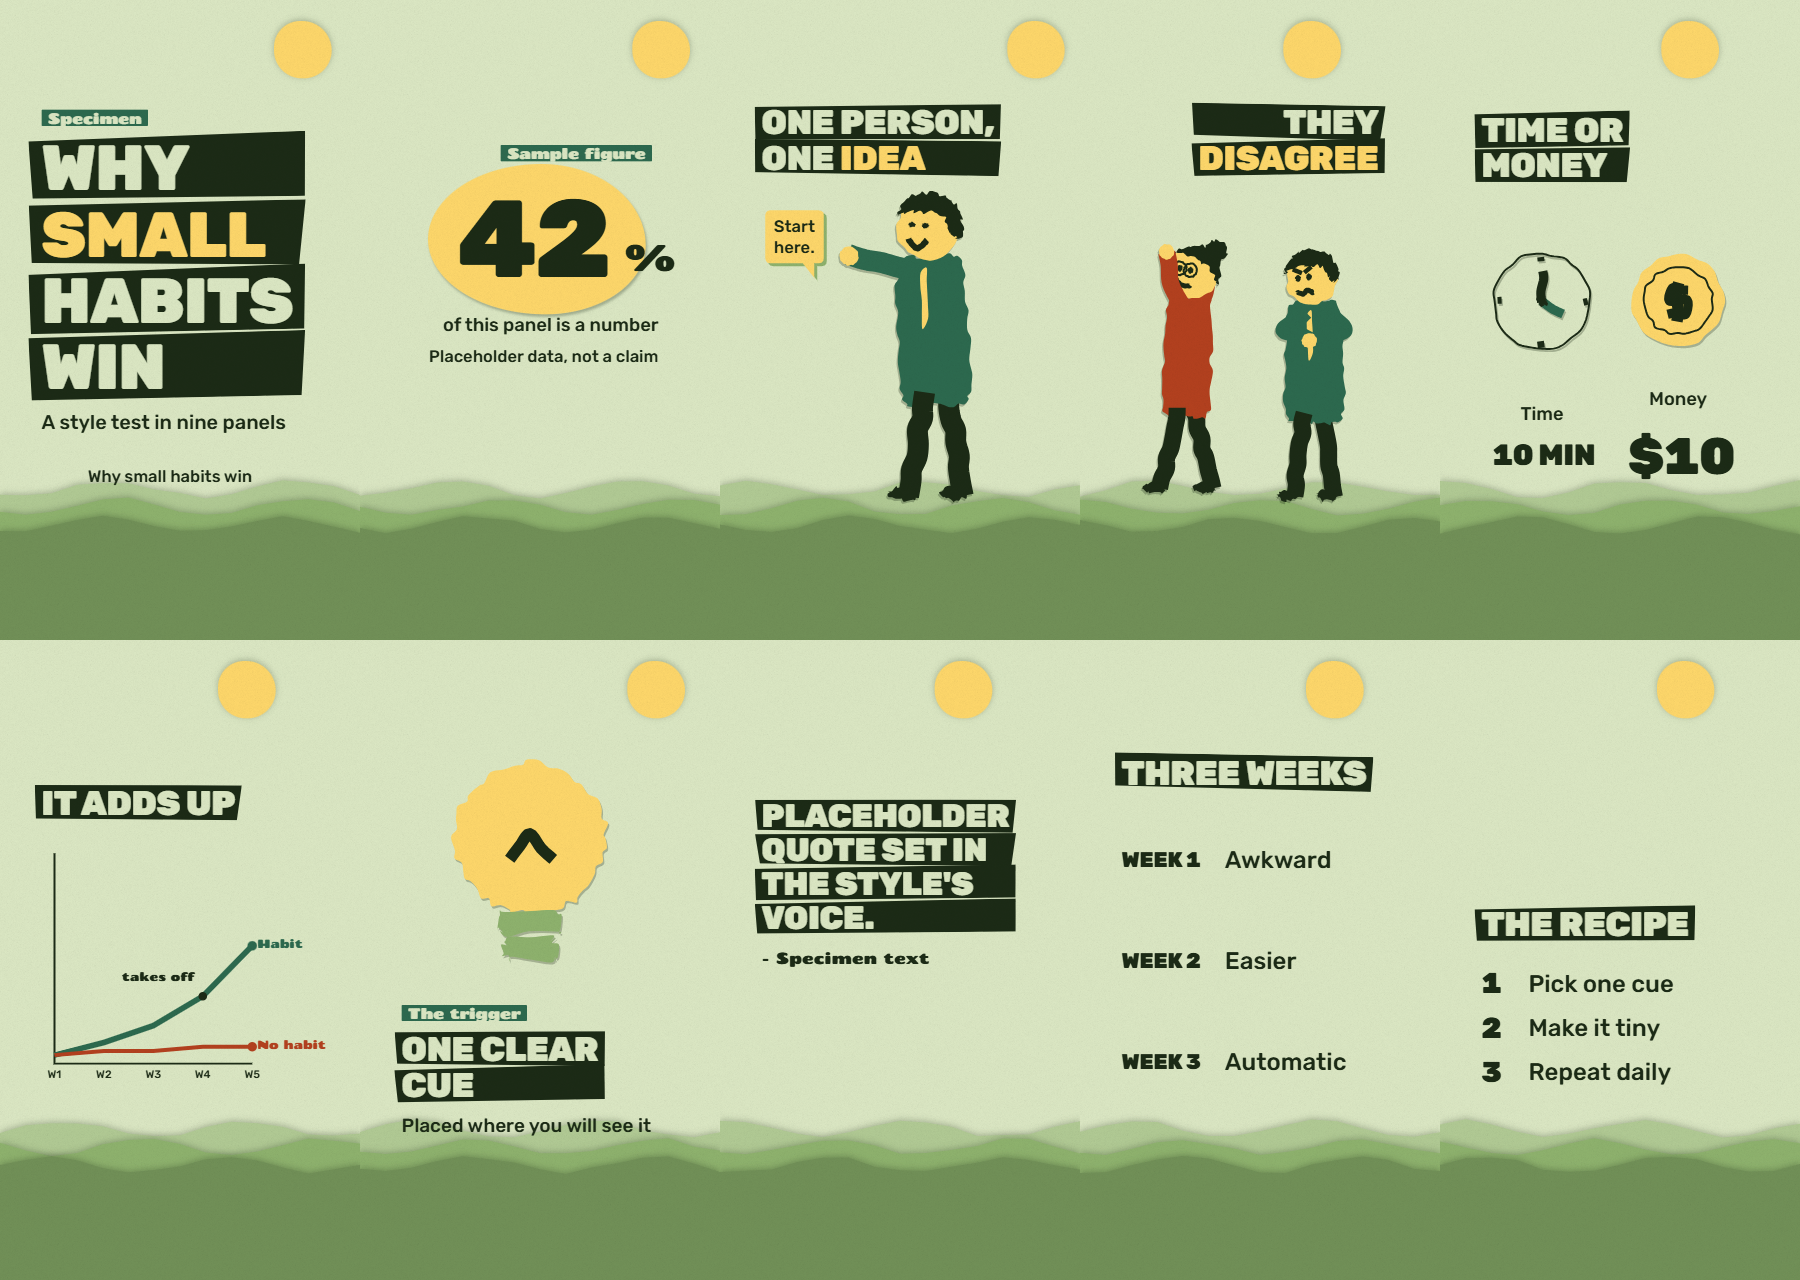 Specimen
WHY
SMALL
HABITS
WIN
A style test in nine panels
Why small habits win
Sample figure
42%
of this panel is a number
Placeholder data, not a claim
ONE PERSON,
ONE IDEA
Start
here.
THEY
DISAGREE
TIME OR
MONEY
$
Time
Money
10 MIN
$10
IT ADDS UP
Habit
takes off
No habit
W1 W2 W3 W4 W5
The trigger
ONE CLEAR
CUE
Placed where you will see it
PLACEHOLDER
QUOTE SET IN
THE STYLE'S
VOICE.
- Specimen text
THREE WEEKS
WEEK 1 Awkward
WEEK 2 Easier
WEEK 3 Automatic
THE RECIPE
1 Pick one cue
2 Make it tiny
3 Repeat daily